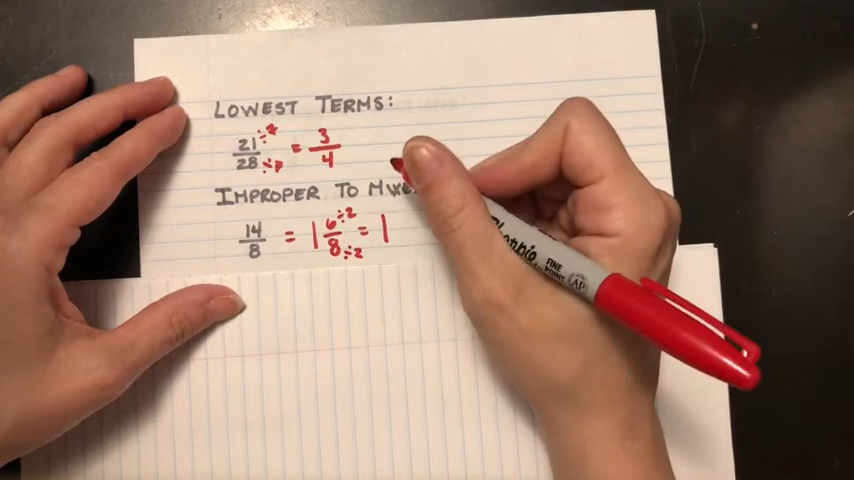 LOWEST TERMS:
21/28 ÷7 ÷7 = 3/4
IMPROPER TO MIXED
14/8 = 1 6/8 ÷2 ÷2 = 1
Sharpie FINE POINT AP